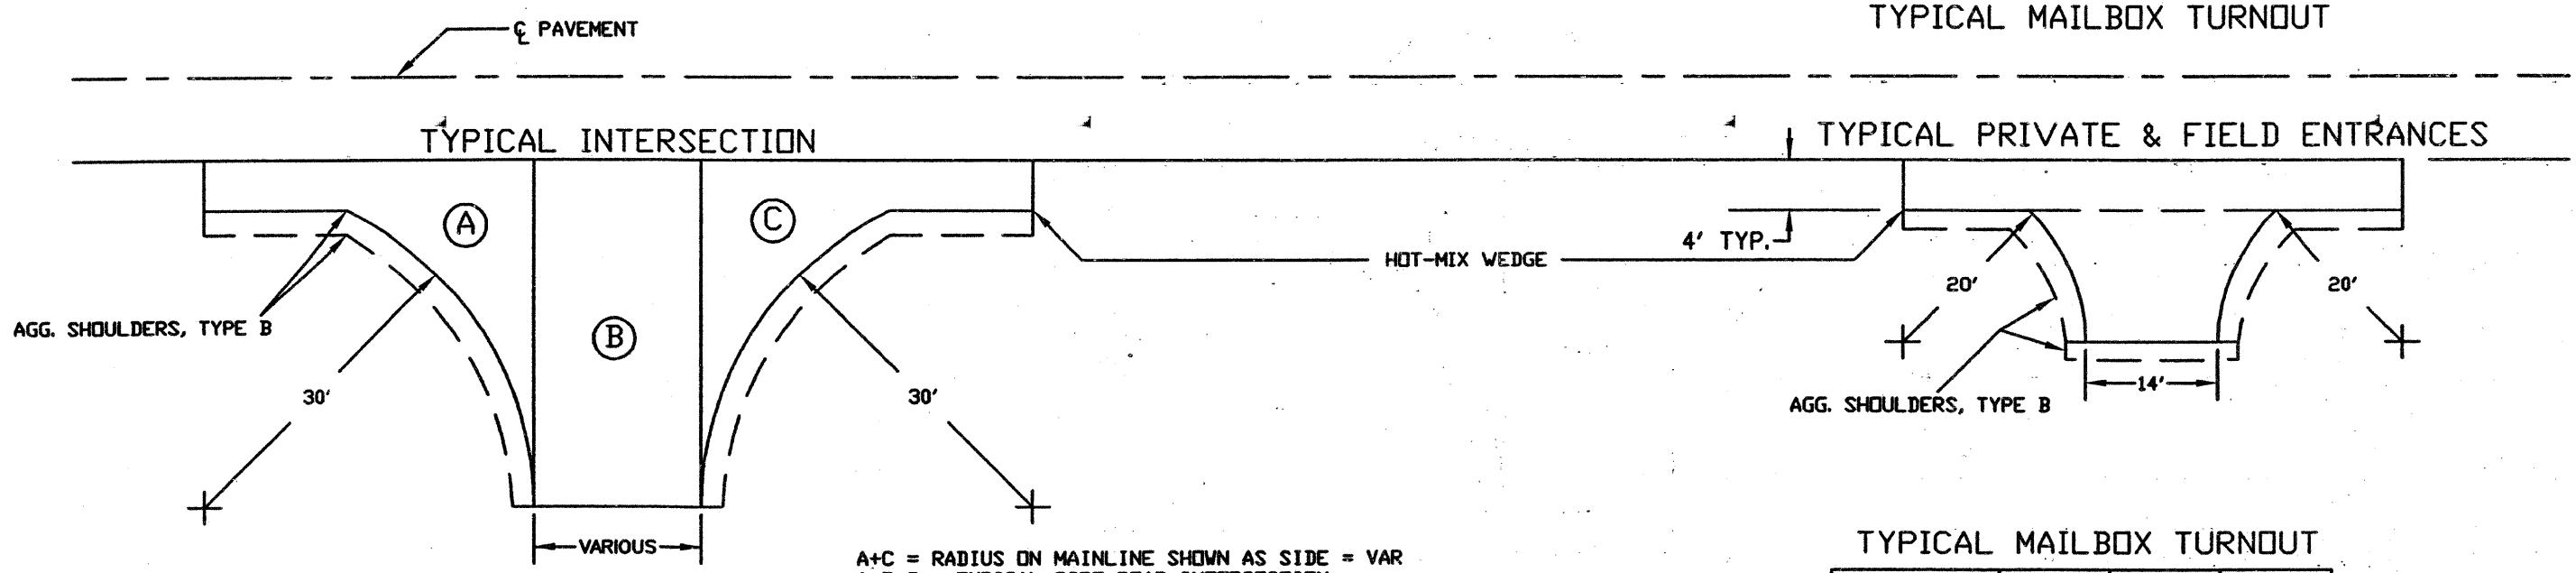 TYPICAL MAILBOX TURNOUT
℄ PAVEMENT
TYPICAL INTERSECTION
TYPICAL PRIVATE & FIELD ENTRANCES
A
C
B
4' TYP.
HOT-MIX WEDGE
20'
20'
AGG. SHOULDERS, TYPE B
30'
30'
14'
AGG. SHOULDERS, TYPE B
VARIOUS
TYPICAL MAILBOX TURNOUT
A+C = RADIUS ON MAINLINE SHOWN AS SIDE = VAR